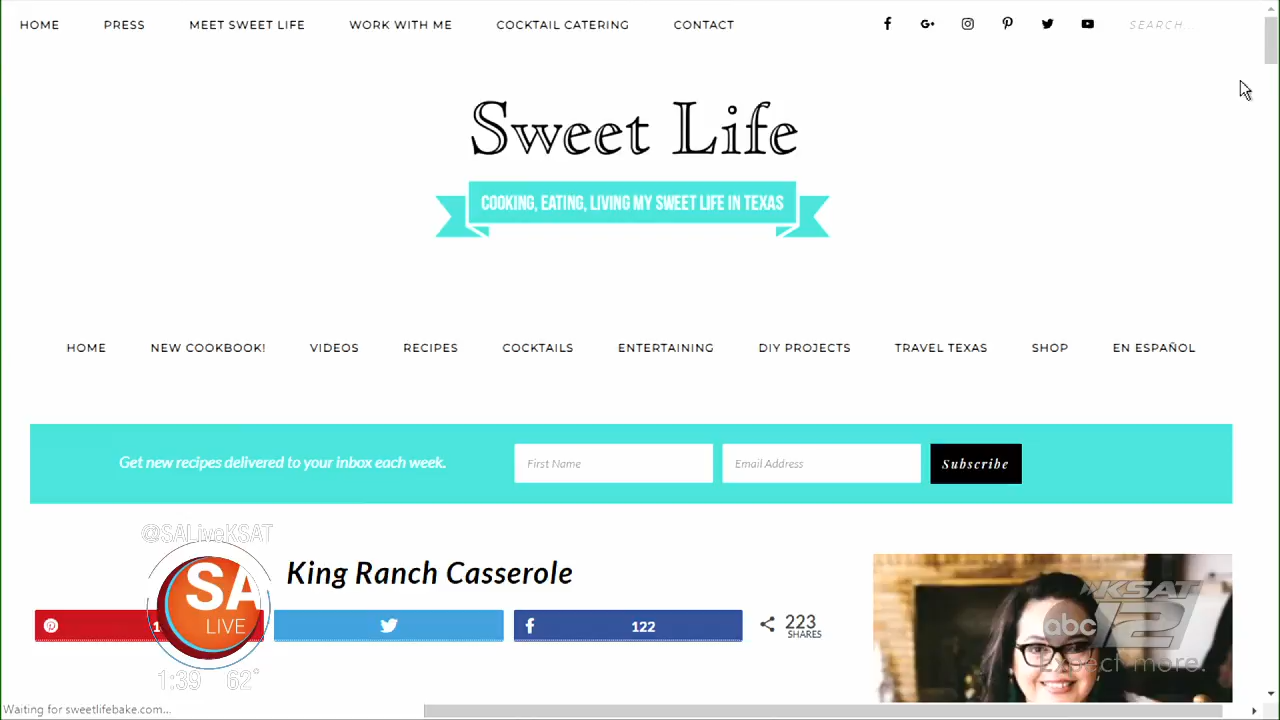 HOME PRESS MEET SWEET LIFE WORK WITH ME COCKTAIL CATERING CONTACT SEARCH...
Sweet Life
COOKING, EATING, LIVING MY SWEET LIFE IN TEXAS
HOME NEW COOKBOOK! VIDEOS RECIPES COCKTAILS ENTERTAINING DIY PROJECTS TRAVEL TEXAS SHOP EN ESPAÑOL
Get new recipes delivered to your inbox each week. First Name Email Address Subscribe
@SALiveKSAT
King Ranch Casserole
SA
LIVE
122
223
SHARES
KSAT
abc 12
Expect more.
1:39 62°
Waiting for sweetlifebake.com...